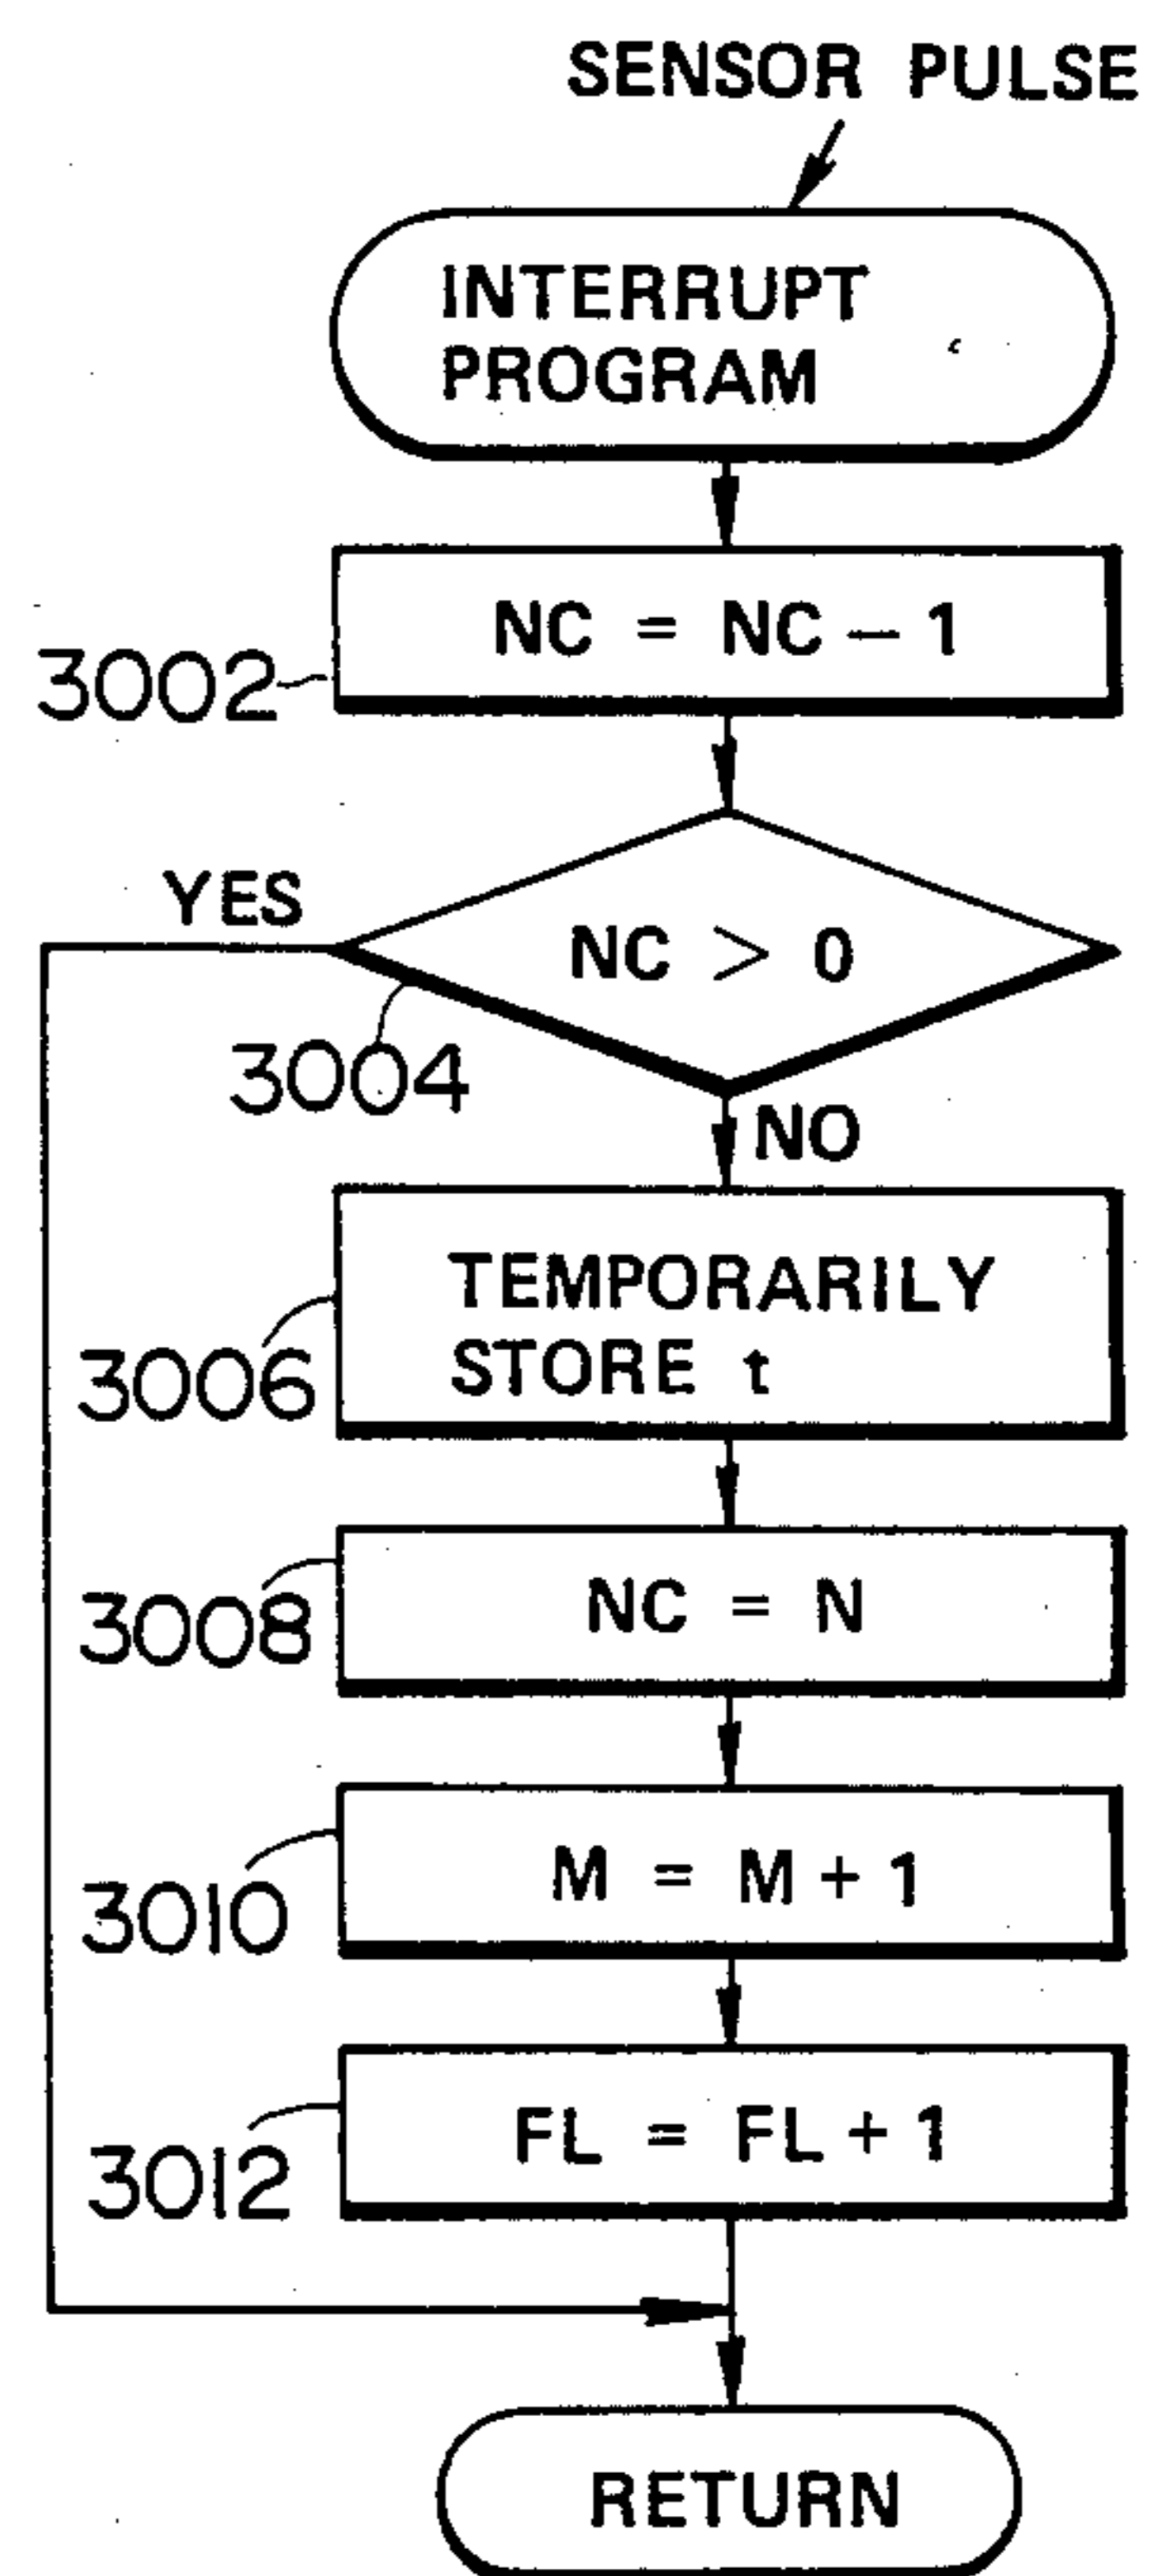 SENSOR PULSE
INTERRUPT
PROGRAM
NC = NC - 1
3002
YES
NC > 0
3004
NO
TEMPORARILY
STORE t
3006
NC = N
3008
M = M + 1
3010
FL = FL + 1
3012
RETURN